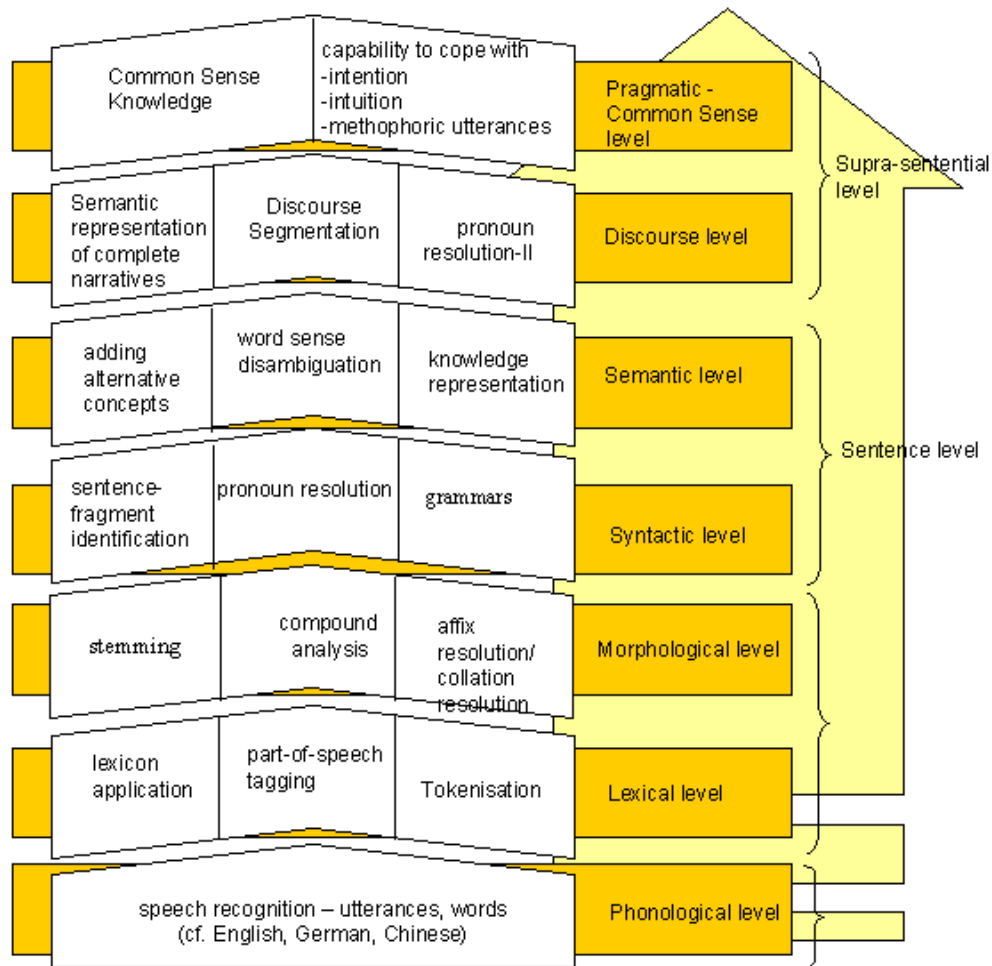 Common Sense
Knowledge
capability to cope with
-intention
-intuition
-methophoric utterances
Pragmatic -
Common Sense
level
Supra-sentential
level
Semantic
representation
of complete
narratives
Discourse
Segmentation
pronoun
resolution-II
Discourse level
adding
alternative
concepts
word sense
disambiguation
knowledge
representation
Semantic level
Sentence level
sentence-
fragment
identification
pronoun resolution
grammars
Syntactic level
stemming
compound
analysis
affix
resolution/
collation
resolution
Morphological level
lexicon
application
part-of-speech
tagging
Tokenisation
Lexical level
speech recognition – utterances, words
(cf. English, German, Chinese)
Phonological level